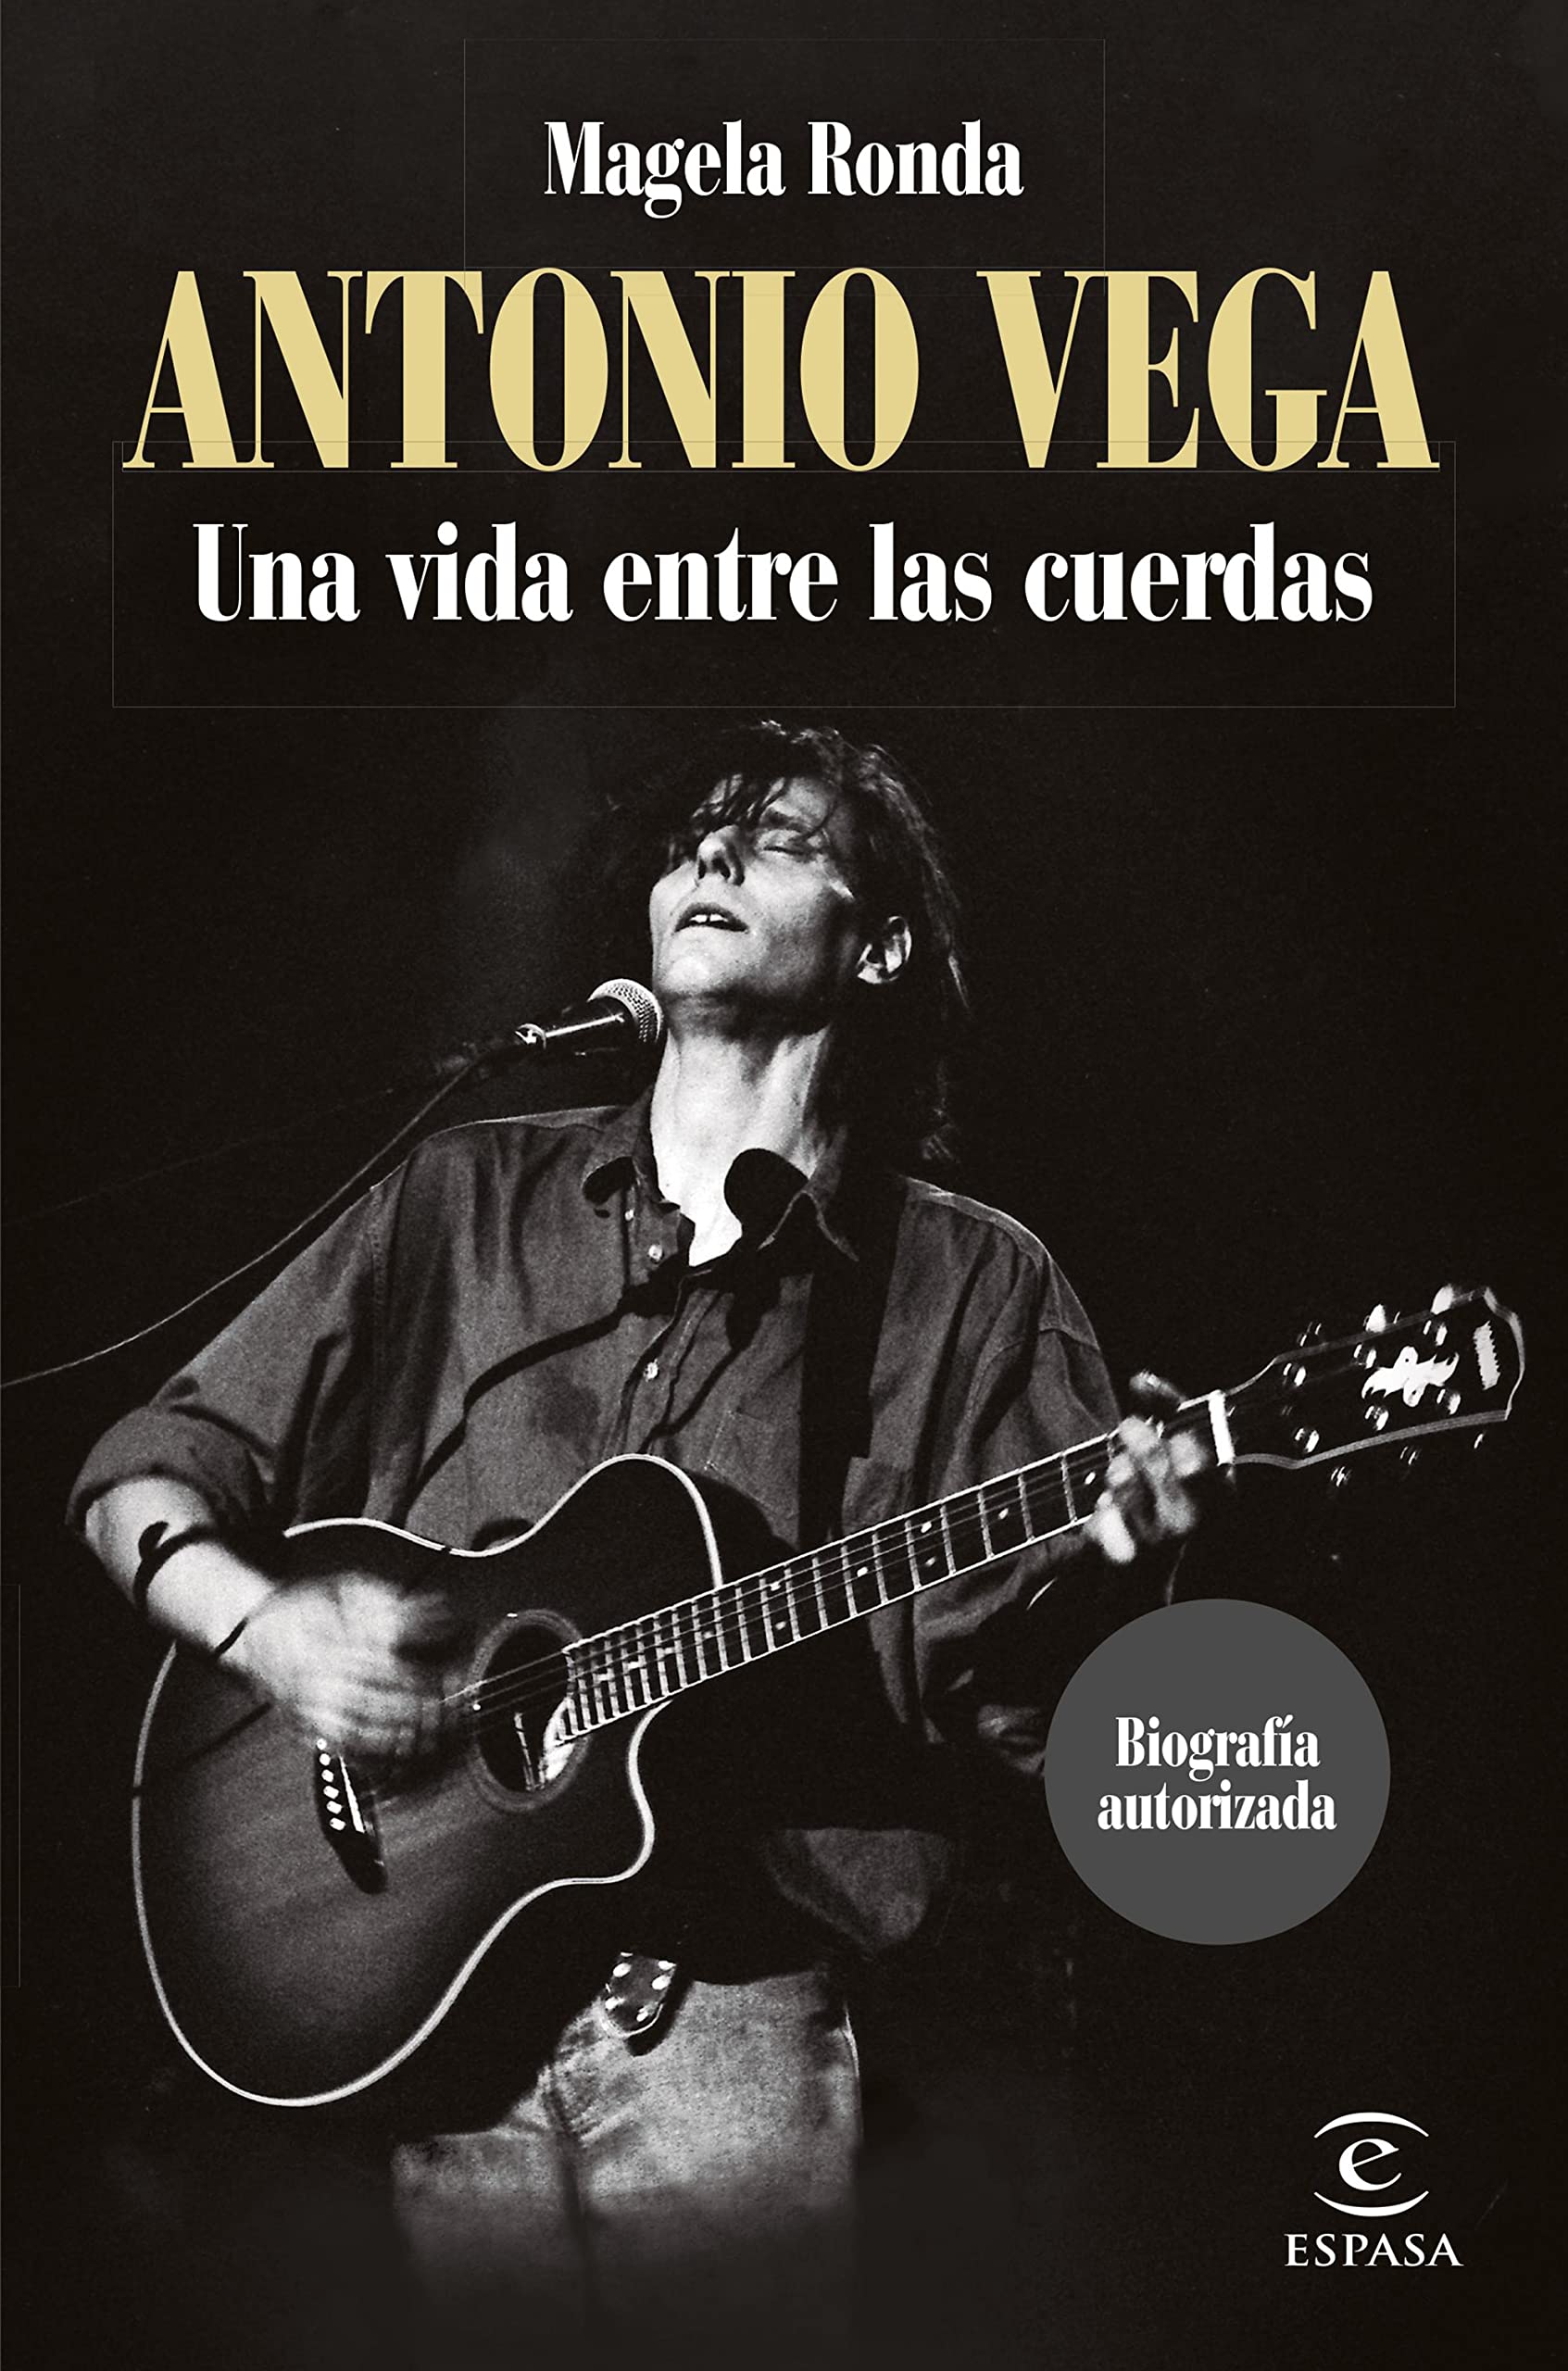 Magela Ronda
ANTONIO VEGA
Una vida entre las cuerdas
Biografía
autorizada
e
ESPASA